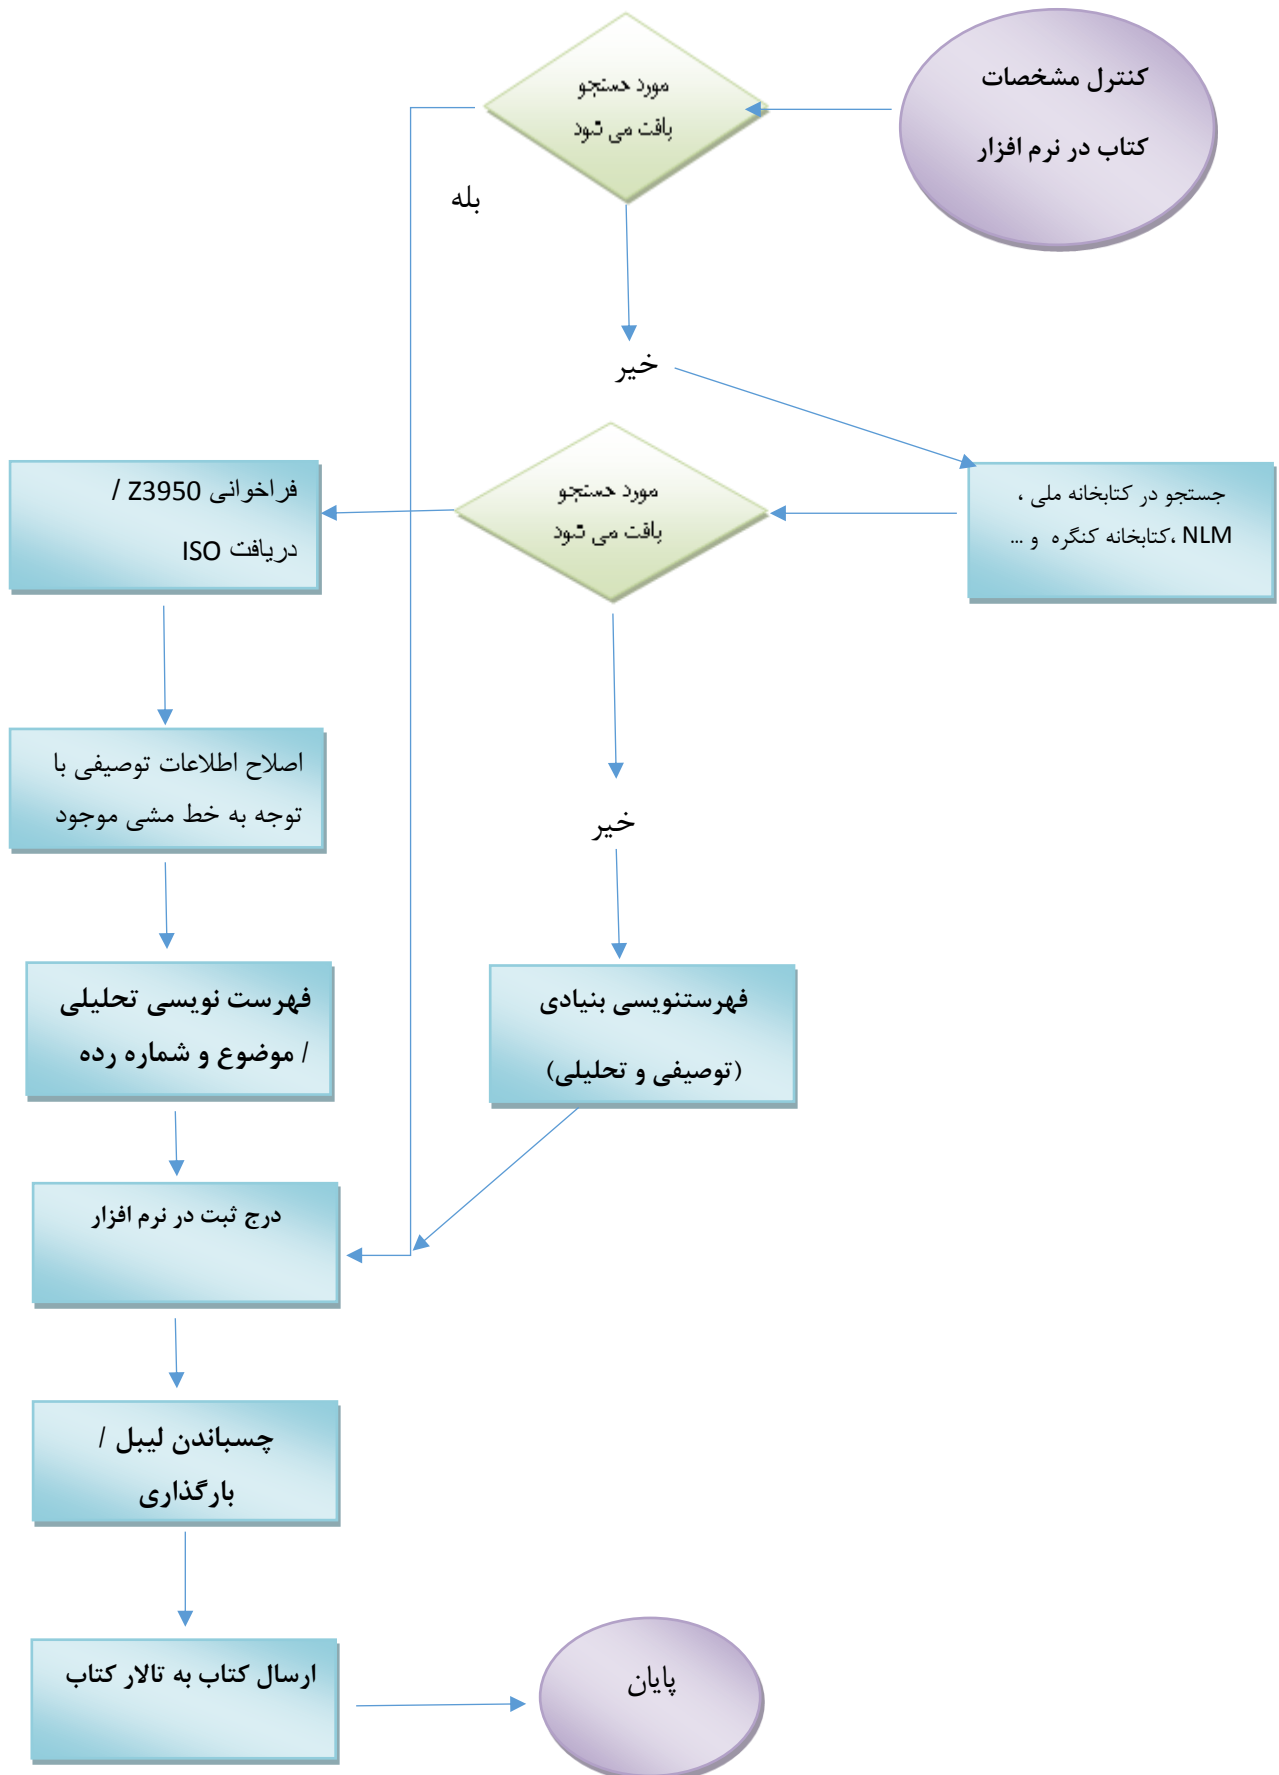 کنترل مشخصات
کتاب در نرم افزار
مورد جستجو
یافت می شود
بله
خیر
جستجو در کتابخانه ملی ،
NLM ،کتابخانه کنگره و ...
مورد جستجو
یافت می شود
فراخوانی Z3950 /
دریافت ISO
اصلاح اطلاعات توصیفی با
توجه به خط مشی موجود
خیر
فهرست نویسی تحلیلی
/ موضوع و شماره رده
فهرستنویسی بنیادی
(توصیفی و تحلیلی)
درج ثبت در نرم افزار
چسباندن لیبل /
بارگذاری
ارسال کتاب به تالار کتاب
پایان